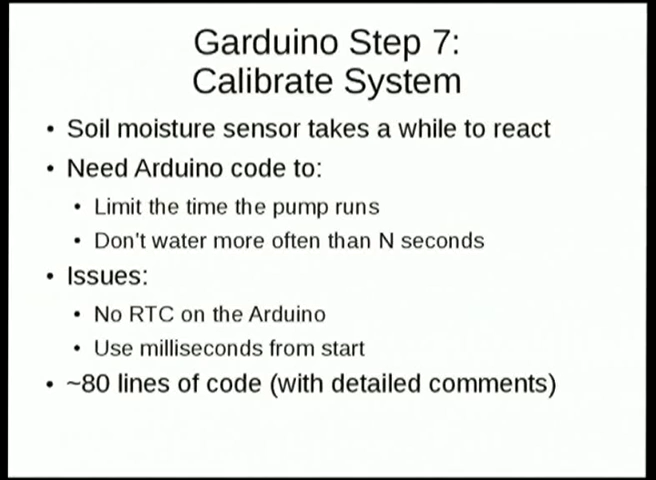 Garduino Step 7:
Calibrate System
• Soil moisture sensor takes a while to react
• Need Arduino code to:
• Limit the time the pump runs
• Don't water more often than N seconds
• Issues:
• No RTC on the Arduino
• Use milliseconds from start
• ~80 lines of code (with detailed comments)